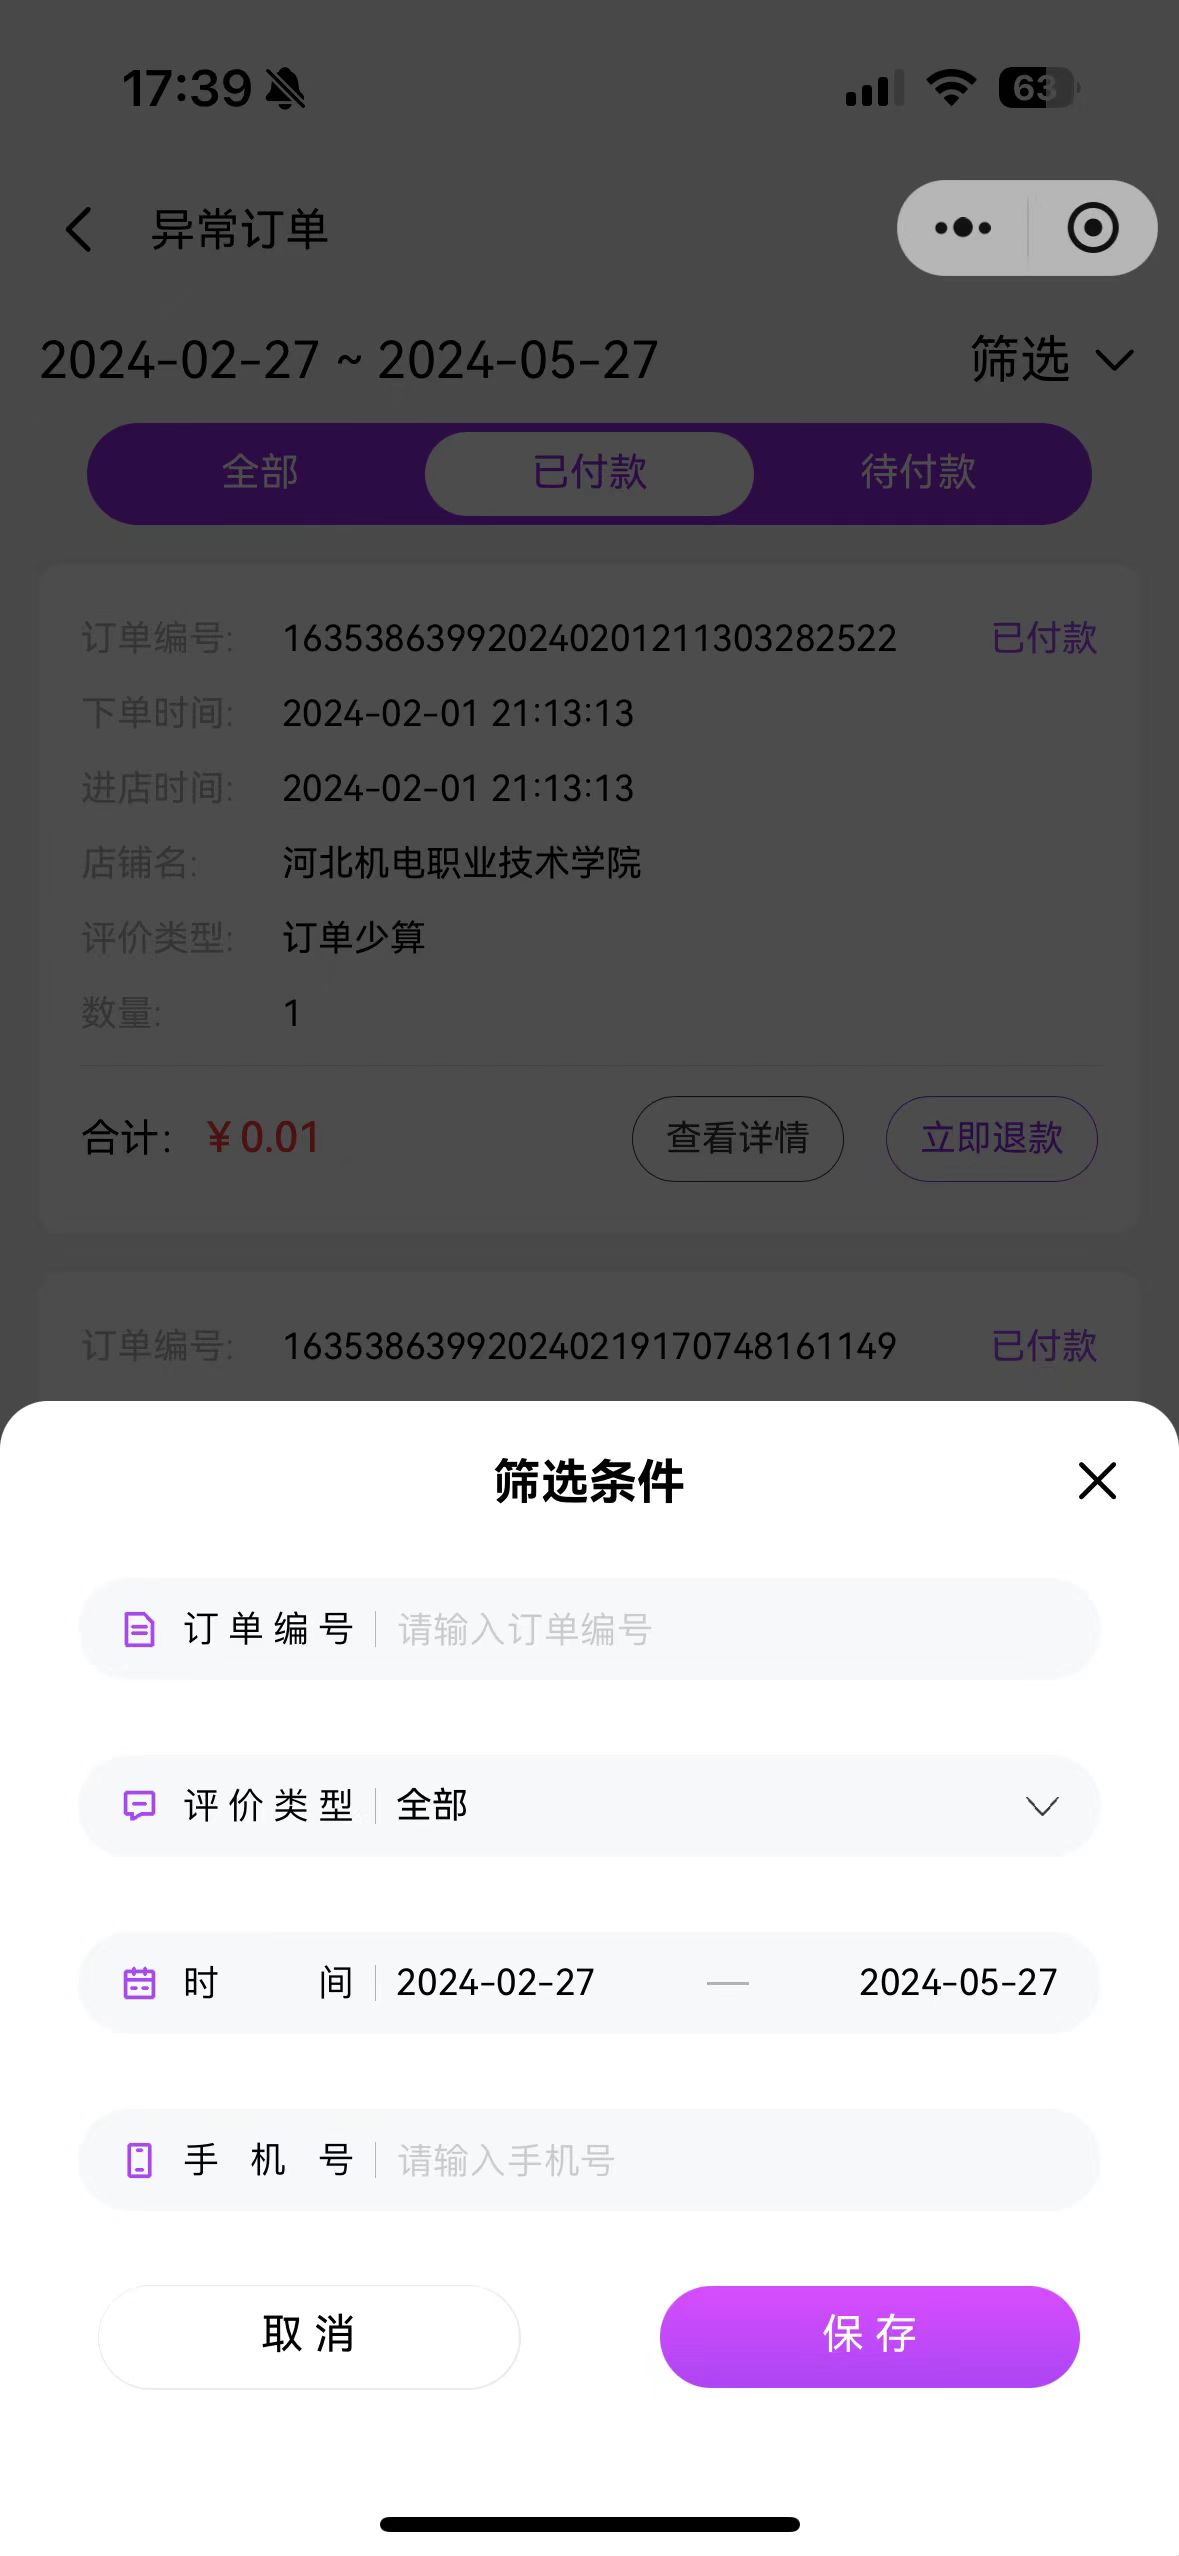 17:39
63
异常订单
2024-02-27 ~ 2024-05-27 筛选
全部 已付款 待付款
订单编号: 16353863992024020121130328​2522 已付款
下单时间: 2024-02-01 21:13:13
进店时间: 2024-02-01 21:13:13
店铺名: 河北机电职业技术学院
评价类型: 订单少算
数量: 1
合计: ¥0.01 查看详情 立即退款
订单编号: 16353863992024021917074816​1149 已付款
筛选条件
订单编号 请输入订单编号
评价类型 全部
时间 2024-02-27 — 2024-05-27
手机号 请输入手机号
取消 保存